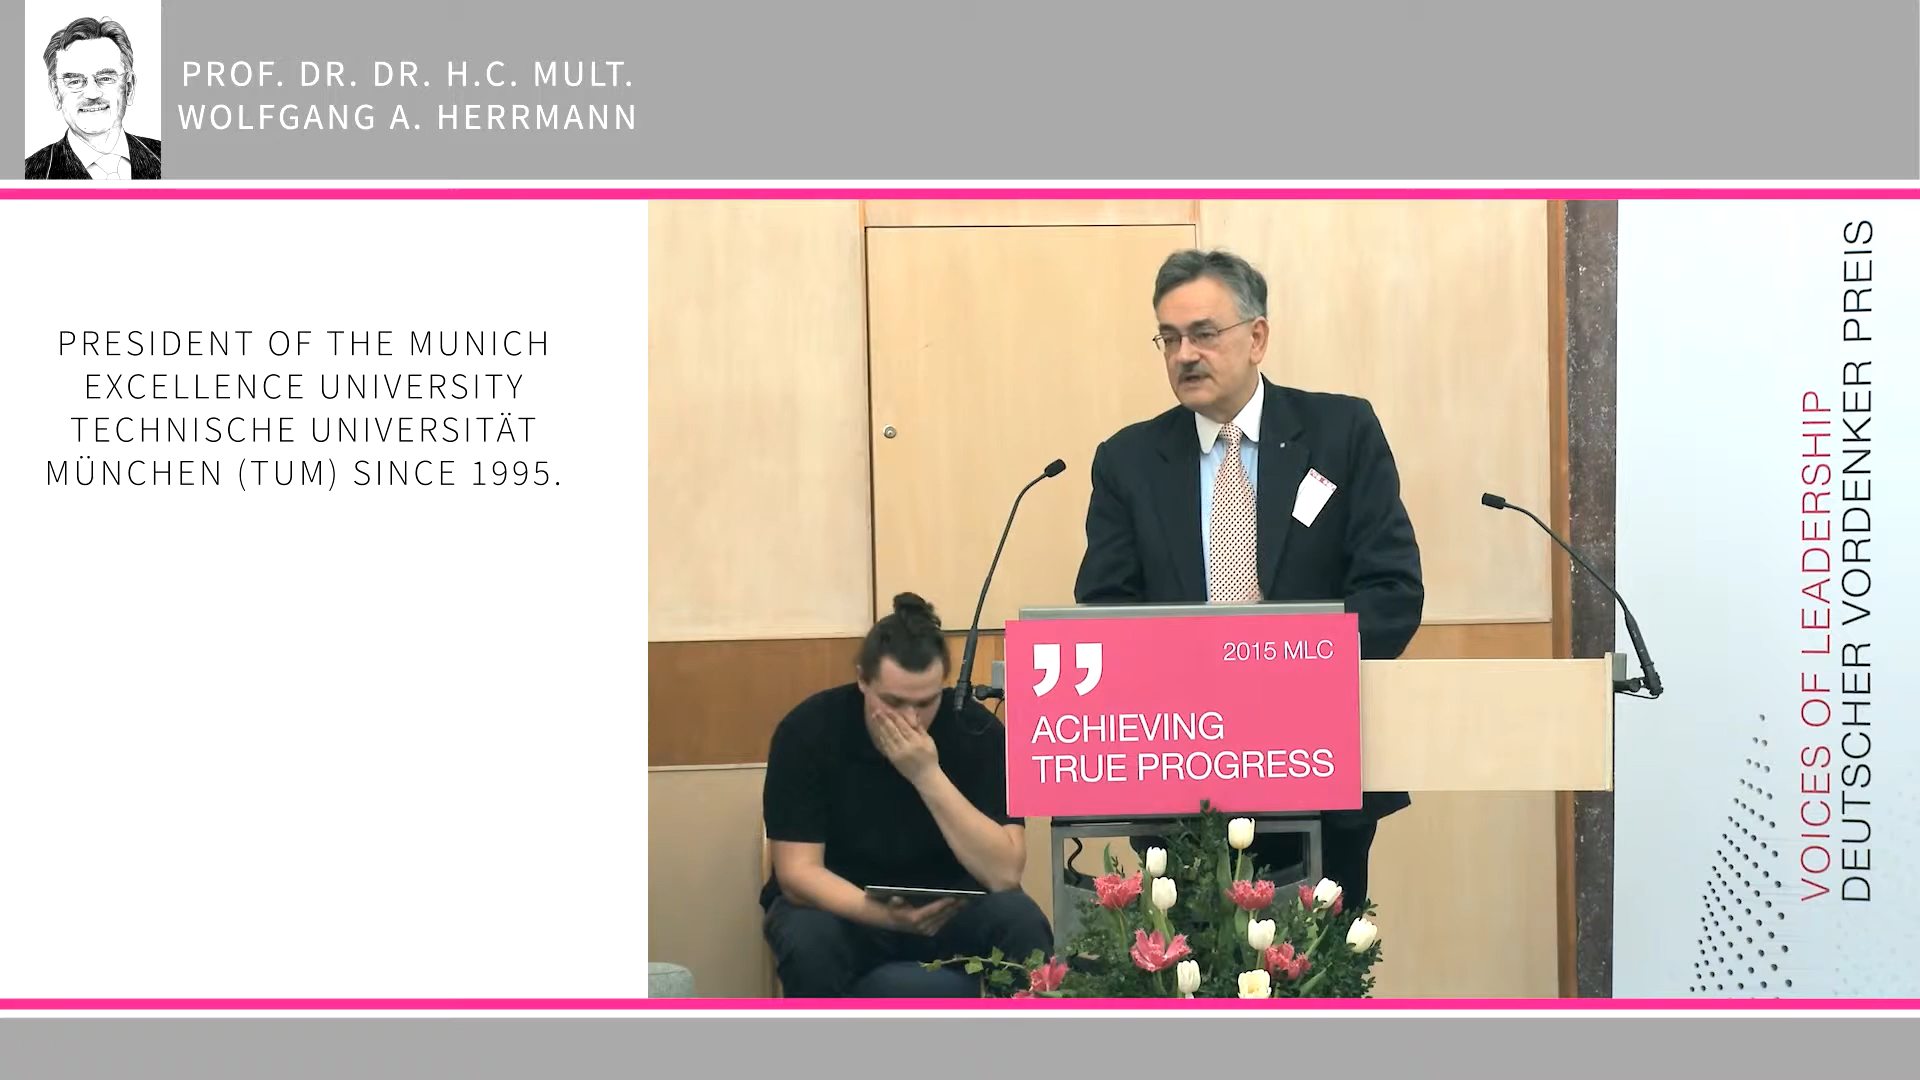 PROF. DR. DR. H.C. MULT.
WOLFGANG A. HERRMANN
PRESIDENT OF THE MUNICH
EXCELLENCE UNIVERSITY
TECHNISCHE UNIVERSITÄT
MÜNCHEN (TUM) SINCE 1995.
2015 MLC
ACHIEVING
TRUE PROGRESS
VOICES OF LEADERSHIP
DEUTSCHER VORDENKER PREIS